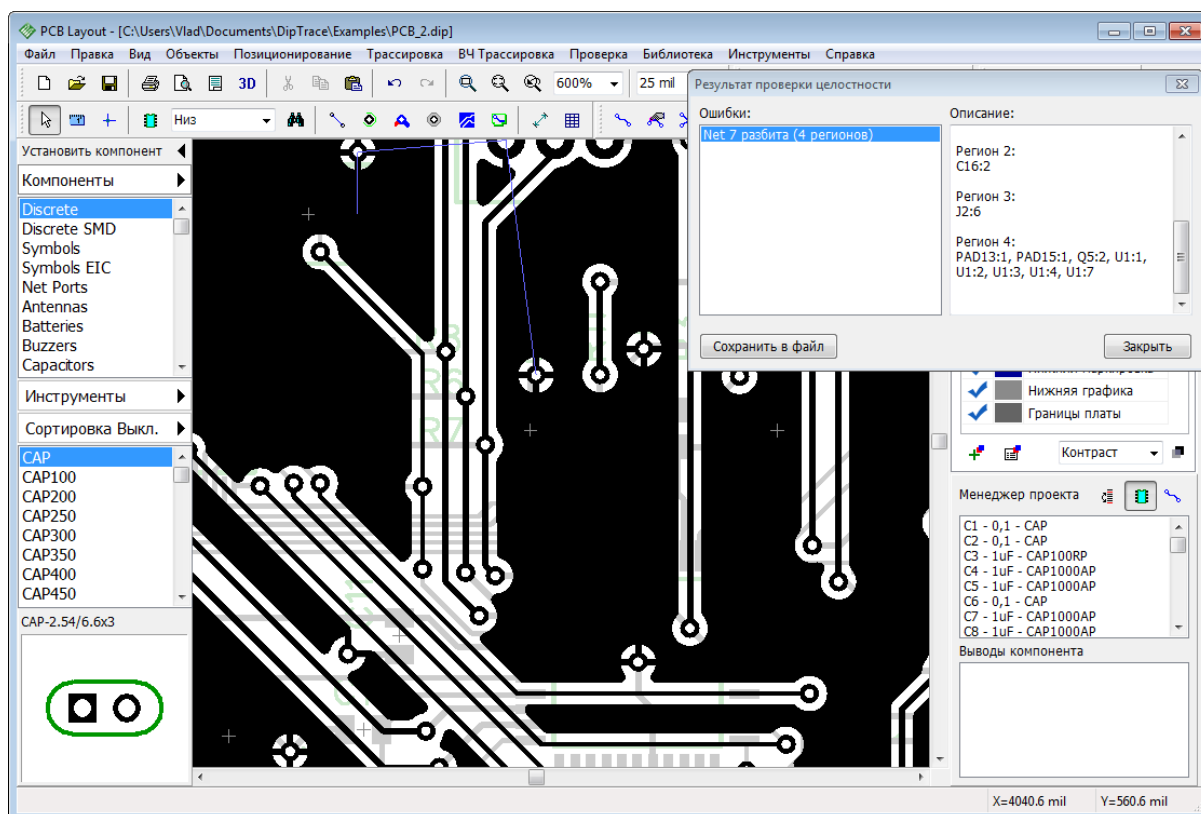 PCB Layout - [C:\Users\Vlad\Documents\DipTrace\Examples\PCB_2.dip]
Файл Правка Вид Объекты Позиционирование Трассировка ВЧ Трассировка Проверка Библиотека Инструменты Справка
3D 600% 25 mil
Низ
Результат проверки целостности
Ошибки:
Net 7 разбита (4 регионов)
Описание:
Регион 2:
C16:2
Регион 3:
J2:6
Регион 4:
PAD13:1, PAD15:1, Q5:2, U1:1,
U1:2, U1:3, U1:4, U1:7
Сохранить в файл
Закрыть
Установить компонент
Компоненты
Discrete
Discrete SMD
Symbols
Symbols EIC
Net Ports
Antennas
Batteries
Buzzers
Capacitors
Инструменты
Сортировка Выкл.
CAP
CAP100
CAP200
CAP250
CAP300
CAP350
CAP400
CAP450
CAP-2.54/6.6x3
R6
R7
Нижняя графика
Границы платы
Контраст
Менеджер проекта
C1 - 0,1 - CAP
C2 - 0,1 - CAP
C3 - 1uF - CAP100RP
C4 - 1uF - CAP1000AP
C5 - 1uF - CAP1000AP
C6 - 0,1 - CAP
C7 - 1uF - CAP1000AP
C8 - 1uF - CAP1000AP
Выводы компонента
X=4040.6 mil Y=560.6 mil